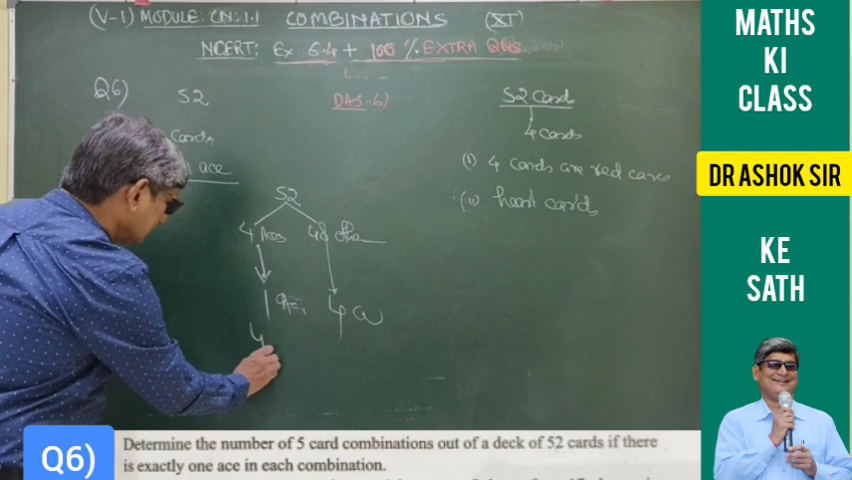 (V-1) MODULE: CN: 1.1 COMBINATIONS (XI)
NCERT: Ex 6.4 + 100 % EXTRA QNS
Q6) 52
Cards,
1 ace
DAS-6)
52 Card
4 Cards
(i) 4 cards are red cards
(ii) heart cards
52
4 Aces 48
1
4
4
MATHS
KI
CLASS
DR ASHOK SIR
KE
SATH
Q6)
Determine the number of 5 card combinations out of a deck of 52 cards if there
is exactly one ace in each combination.